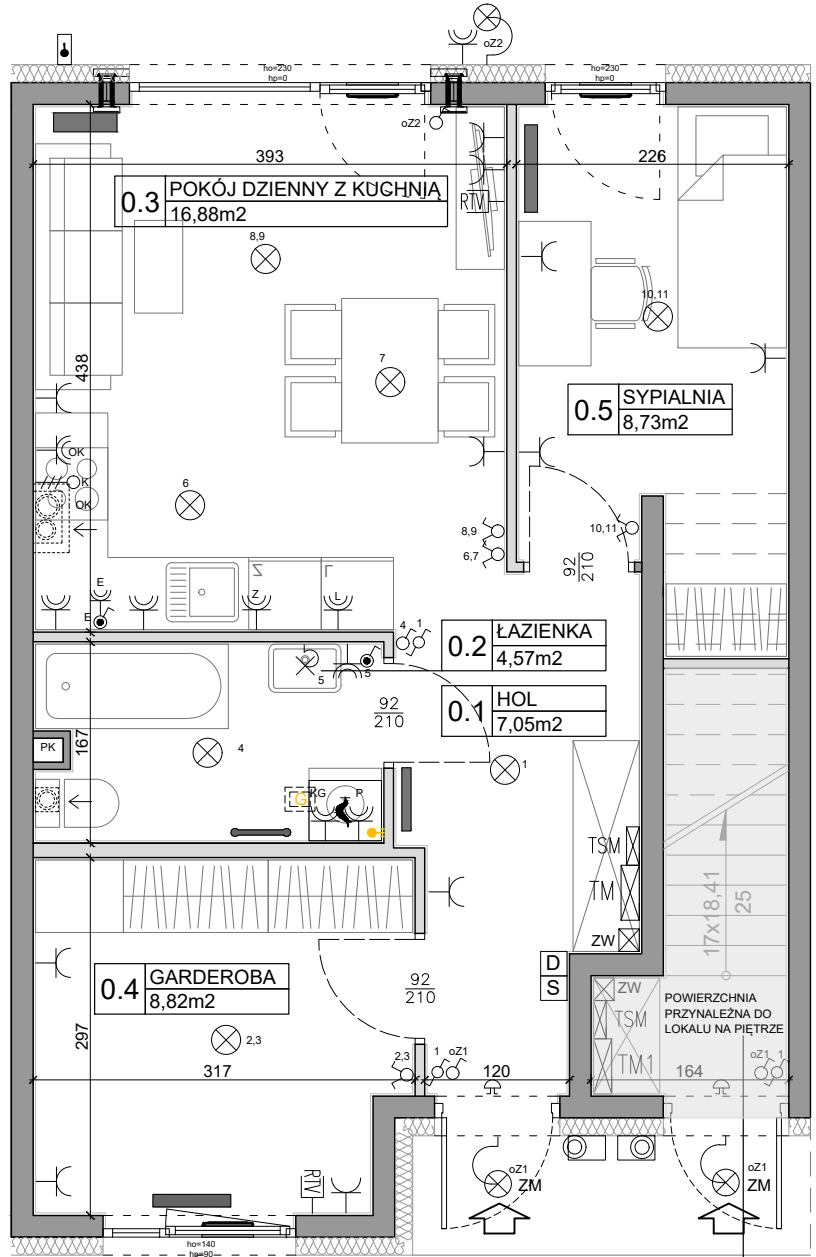 oZ2
ho=230
hp=0
ho=230
hp=0
oZ2
393
226
0.3
POKÓJ DZIENNY Z KUCHNIĄ
16,88m2
RTV
8,9
10,11
7
438
0.5
SYPIALNIA
8,73m2
OK
K
OK
6
8,9
6,7
10,11
92
210
E
E
Z
L
4
1
0.2
ŁAZIENKA
4,57m2
5
5
92
210
0.1
HOL
7,05m2
167
PK
4
1
G
KG
P
TSM
TM
ZW
17x18,41
25
D
S
0.4
GARDEROBA
8,82m2
92
210
ZW
TSM
TM1
POWIERZCHNIA
PRZYNALEŻNA DO
LOKALU NA PIĘTRZE
297
2,3
2,3
1
oZ1
oZ1
1
317
120
164
RTV
oZ1
ZM
oZ1
ZM
ho=140
hp=90